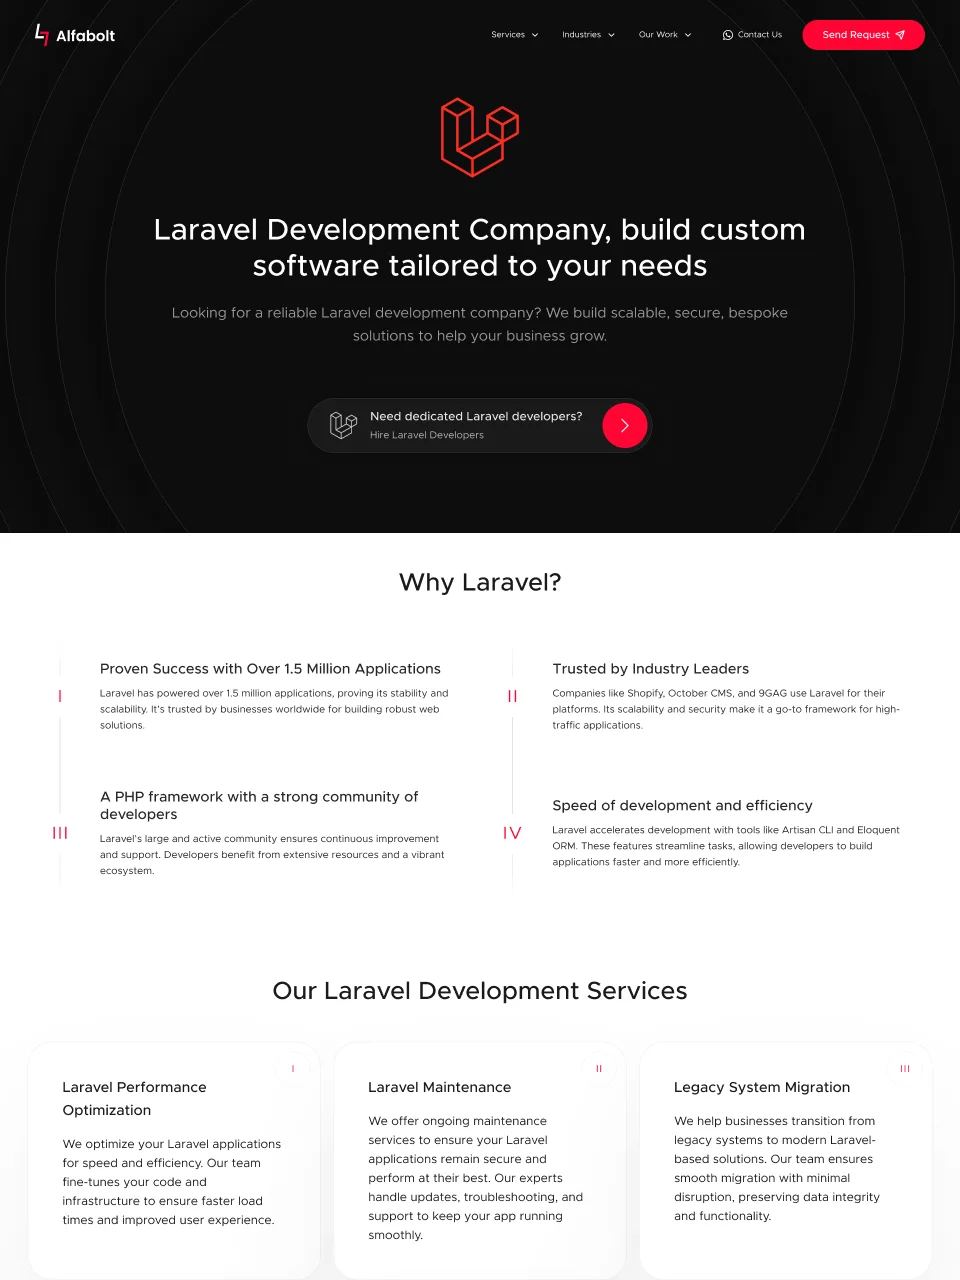 Alfabolt
Services
Industries
Our Work
Contact Us
Send Request
Laravel Development Company, build custom
software tailored to your needs
Looking for a reliable Laravel development company? We build scalable, secure, bespoke
solutions to help your business grow.
Need dedicated Laravel developers?
Hire Laravel Developers
Why Laravel?
I
Proven Success with Over 1.5 Million Applications
Laravel has powered over 1.5 million applications, proving its stability and
scalability. It's trusted by businesses worldwide for building robust web
solutions.
II
Trusted by Industry Leaders
Companies like Shopify, October CMS, and 9GAG use Laravel for their
platforms. Its scalability and security make it a go-to framework for high-
traffic applications.
III
A PHP framework with a strong community of
developers
Laravel's large and active community ensures continuous improvement
and support. Developers benefit from extensive resources and a vibrant
ecosystem.
IV
Speed of development and efficiency
Laravel accelerates development with tools like Artisan CLI and Eloquent
ORM. These features streamline tasks, allowing developers to build
applications faster and more efficiently.
Our Laravel Development Services
I
Laravel Performance
Optimization
We optimize your Laravel applications
for speed and efficiency. Our team
fine-tunes your code and
infrastructure to ensure faster load
times and improved user experience.
II
Laravel Maintenance
We offer ongoing maintenance
services to ensure your Laravel
applications remain secure and
perform at their best. Our experts
handle updates, troubleshooting, and
support to keep your app running
smoothly.
III
Legacy System Migration
We help businesses transition from
legacy systems to modern Laravel-
based solutions. Our team ensures
smooth migration with minimal
disruption, preserving data integrity
and functionality.